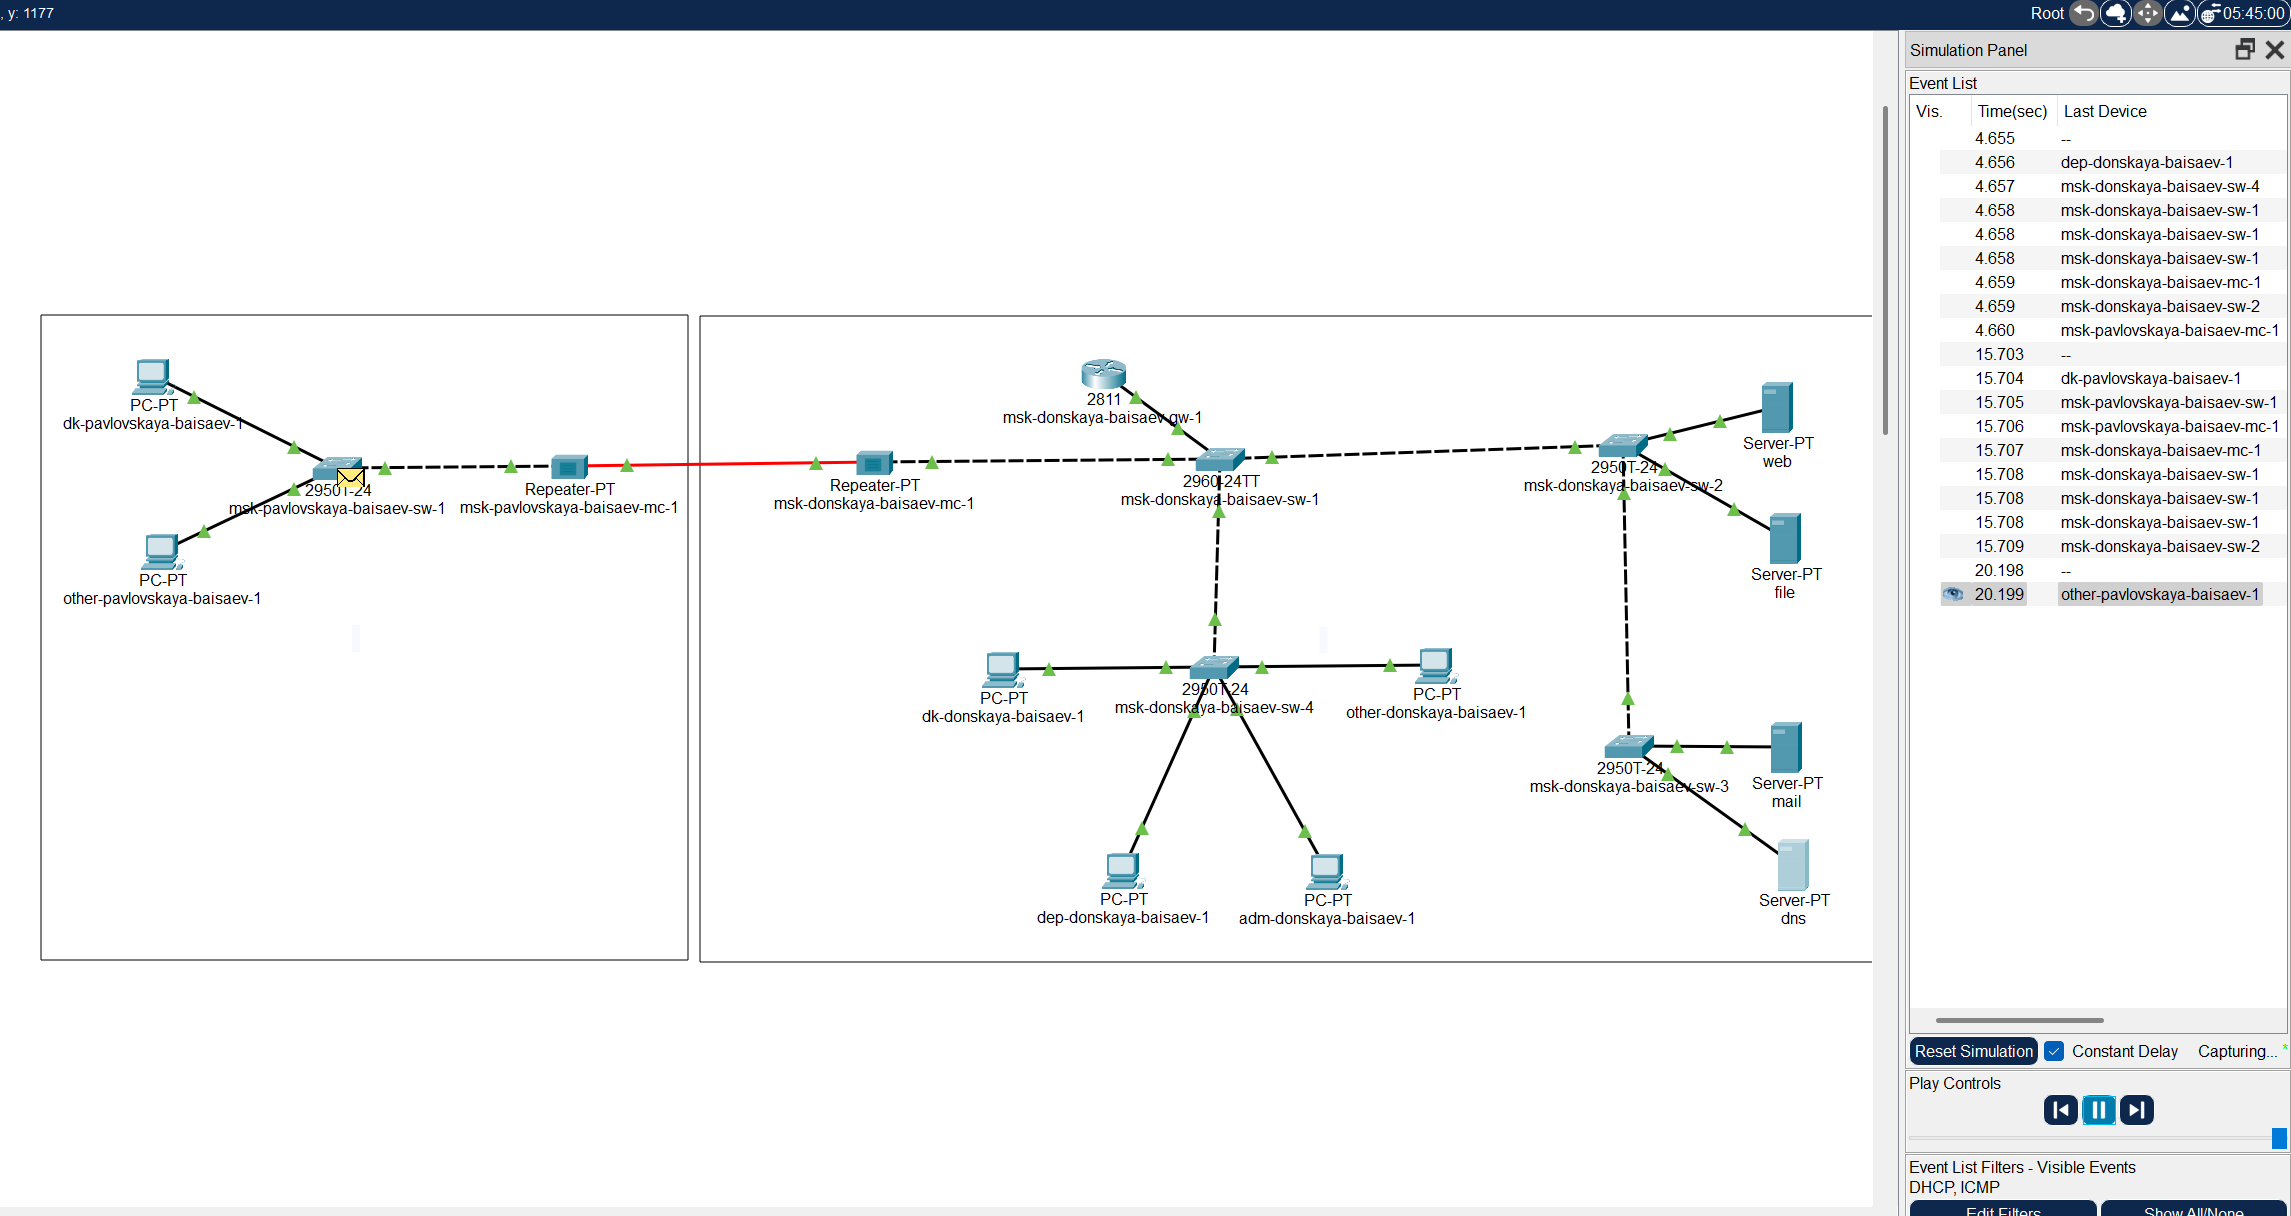 , y: 1177
Root
05:45:00
Simulation Panel
Event List
Vis. Time(sec) Last Device
4.655 --
4.656 dep-donskaya-baisaev-1
4.657 msk-donskaya-baisaev-sw-4
4.658 msk-donskaya-baisaev-sw-1
4.658 msk-donskaya-baisaev-sw-1
4.658 msk-donskaya-baisaev-sw-1
4.659 msk-donskaya-baisaev-mc-1
4.659 msk-donskaya-baisaev-sw-2
4.660 msk-pavlovskaya-baisaev-mc-1
15.703 --
15.704 dk-pavlovskaya-baisaev-1
15.705 msk-pavlovskaya-baisaev-sw-1
15.706 msk-pavlovskaya-baisaev-mc-1
15.707 msk-donskaya-baisaev-mc-1
15.708 msk-donskaya-baisaev-sw-1
15.708 msk-donskaya-baisaev-sw-1
15.708 msk-donskaya-baisaev-sw-1
15.709 msk-donskaya-baisaev-sw-2
20.198 --
20.199 other-pavlovskaya-baisaev-1
Reset Simulation
Constant Delay
Capturing... *
Play Controls
Event List Filters - Visible Events
DHCP, ICMP
Edit Filters
Show All/None
PC-PT
dk-pavlovskaya-baisaev-1
2950T-24
msk-pavlovskaya-baisaev-sw-1
PC-PT
other-pavlovskaya-baisaev-1
Repeater-PT
msk-pavlovskaya-baisaev-mc-1
Repeater-PT
msk-donskaya-baisaev-mc-1
2811
msk-donskaya-baisaev-gw-1
2960-24TT
msk-donskaya-baisaev-sw-1
2950T-24
msk-donskaya-baisaev-sw-2
Server-PT
web
Server-PT
file
PC-PT
dk-donskaya-baisaev-1
2950T-24
msk-donskaya-baisaev-sw-4
PC-PT
other-donskaya-baisaev-1
2950T-24
msk-donskaya-baisaev-sw-3
Server-PT
mail
Server-PT
dns
PC-PT
dep-donskaya-baisaev-1
PC-PT
adm-donskaya-baisaev-1